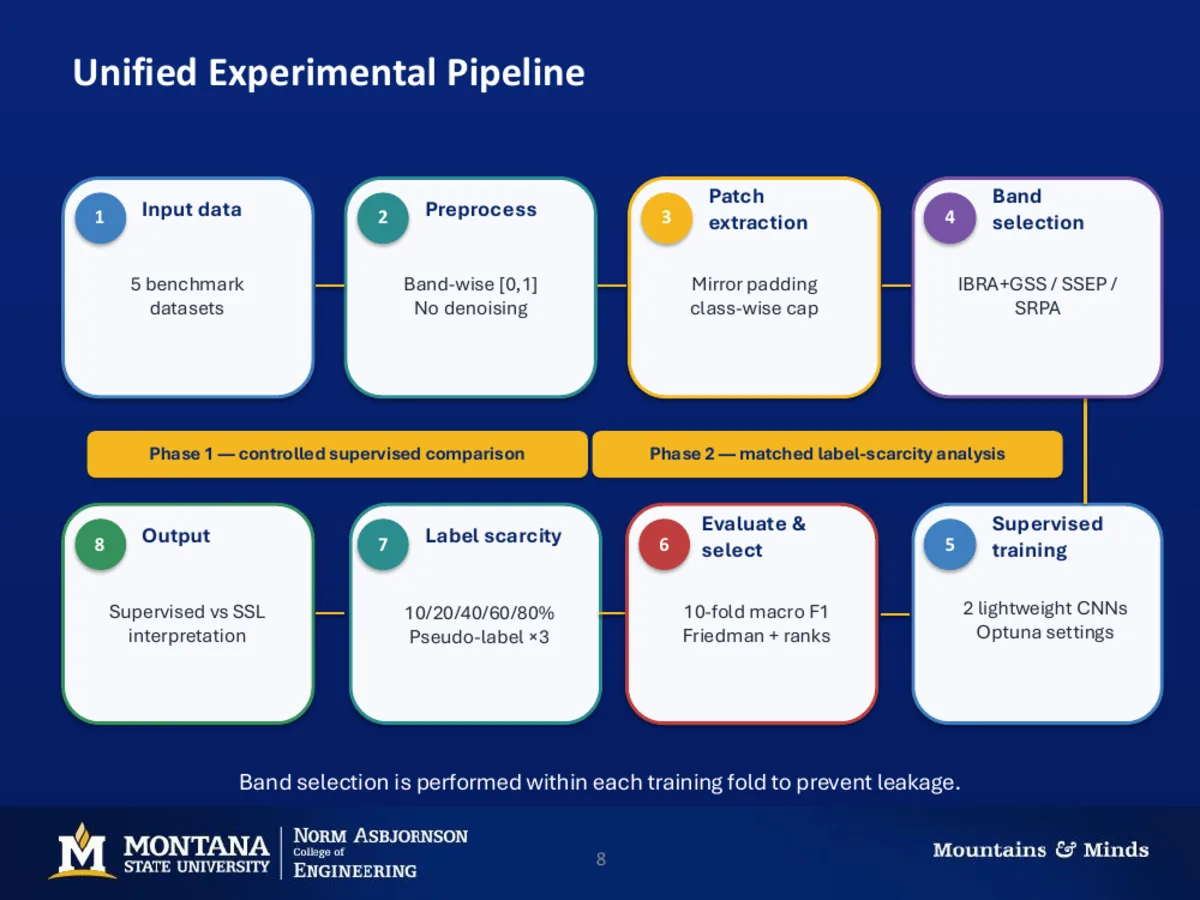 Unified Experimental Pipeline
1
Input data
5 benchmark
datasets
2
Preprocess
Band-wise [0,1]
No denoising
3
Patch
extraction
Mirror padding
class-wise cap
4
Band
selection
IBRA+GSS / SSEP /
SRPA
Phase 1 — controlled supervised comparison
Phase 2 — matched label-scarcity analysis
8
Output
Supervised vs SSL
interpretation
7
Label scarcity
10/20/40/60/80%
Pseudo-label ×3
6
Evaluate &
select
10-fold macro F1
Friedman + ranks
5
Supervised
training
2 lightweight CNNs
Optuna settings
Band selection is performed within each training fold to prevent leakage.
M
MONTANA
STATE UNIVERSITY
NORM ASBJORNSON
College of
ENGINEERING
8
Mountains & Minds